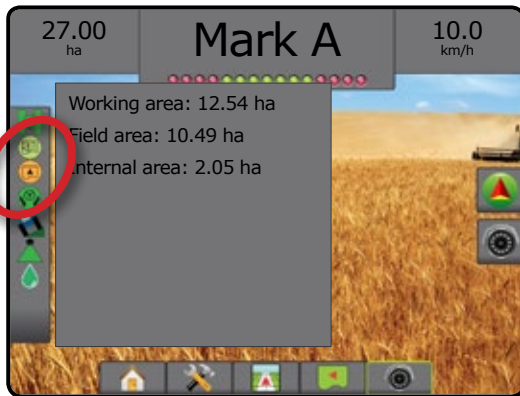 27.00
ha
Mark A
10.0
km/h
Working area: 12.54 ha
Field area: 10.49 ha
Internal area: 2.05 ha